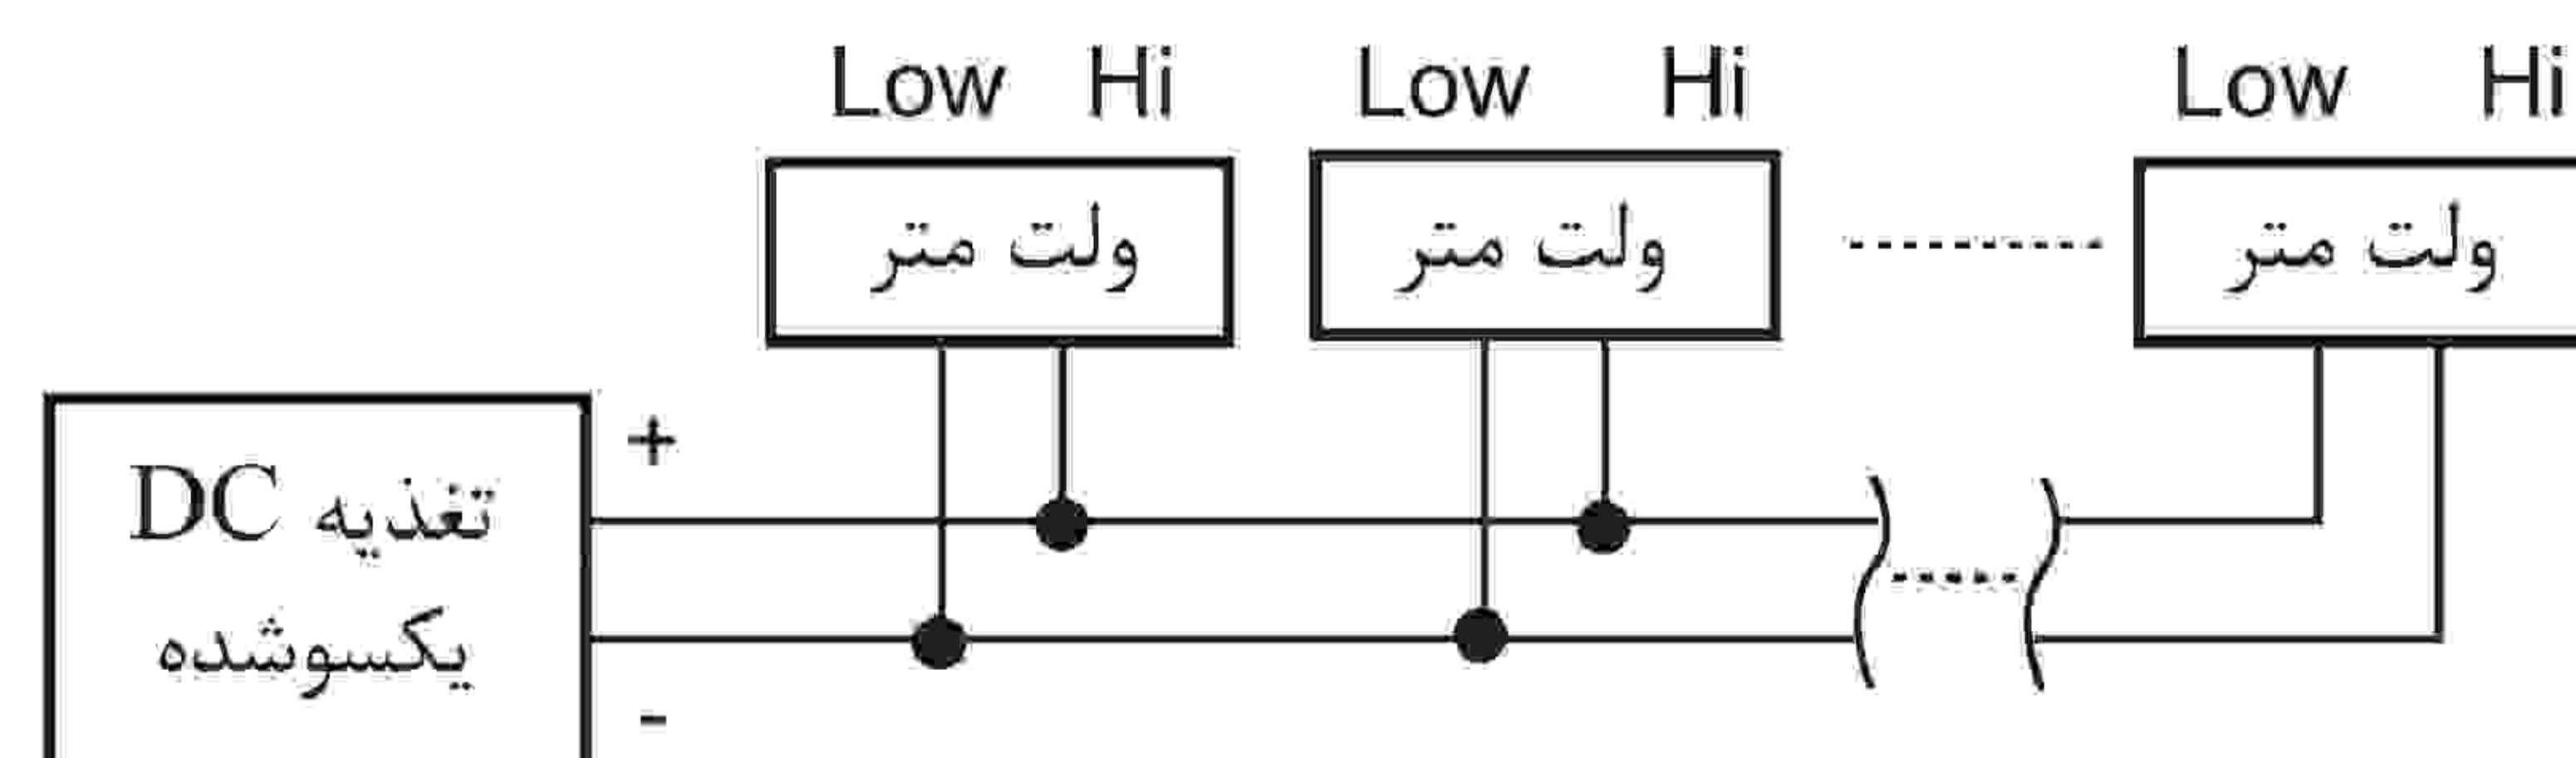 Low Hi Low Hi Low Hi
ولت متر ولت متر ولت متر
+
تغذیه DC
یکسوشده
-